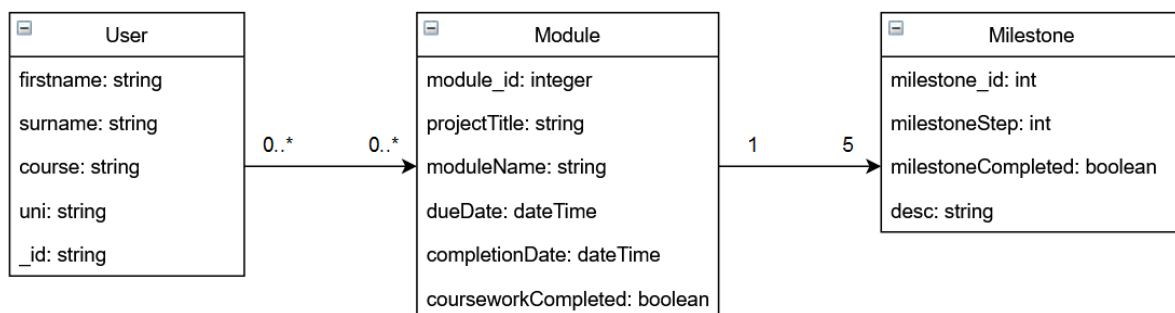 User
firstname: string
surname: string
course: string
uni: string
_id: string
0..*
0..*
Module
module_id: integer
projectTitle: string
moduleName: string
dueDate: dateTime
completionDate: dateTime
courseworkCompleted: boolean
1
5
Milestone
milestone_id: int
milestoneStep: int
milestoneCompleted: boolean
desc: string